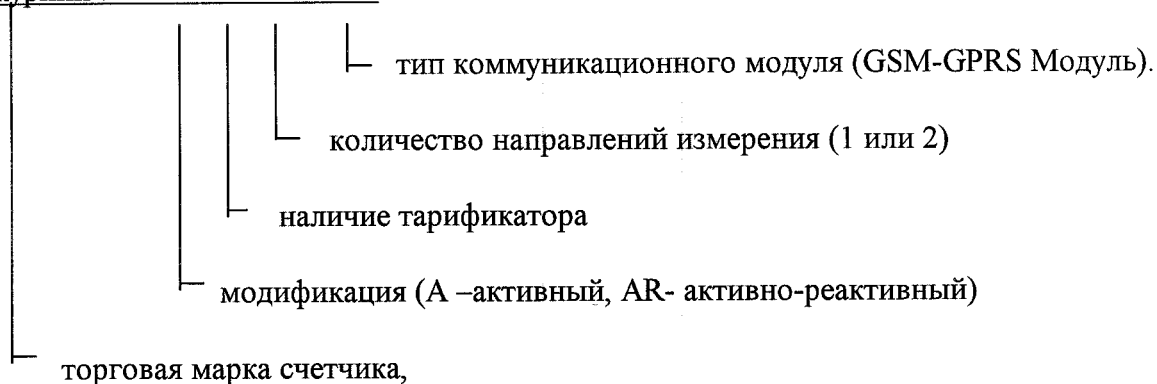 тип коммуникационного модуля (GSM-GPRS Модуль).
количество направлений измерения (1 или 2)
наличие тарификатора
модификация (А –активный, AR- активно-реактивный)
торговая марка счетчика,